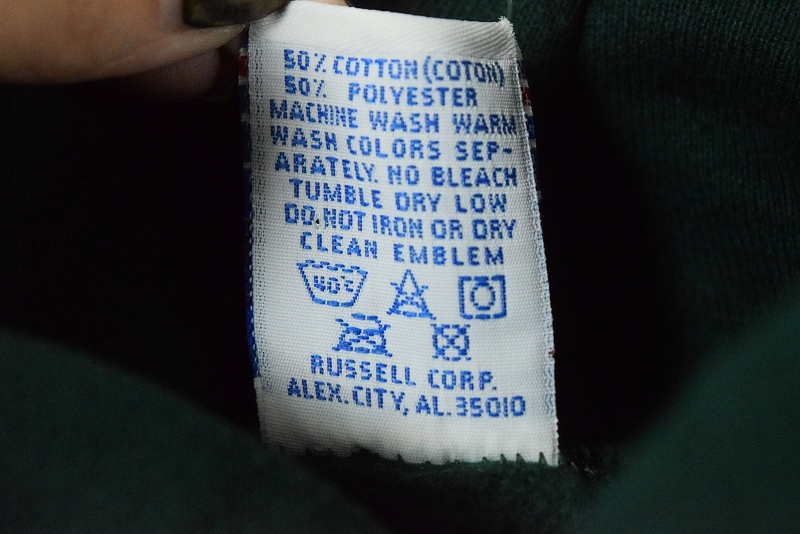 50% COTTON (COTON)
50% POLYESTER
MACHINE WASH WARM
WASH COLORS SEP-
ARATELY. NO BLEACH
TUMBLE DRY LOW
DO NOT IRON OR DRY
CLEAN EMBLEM
40°C
RUSSELL CORP.
ALEX. CITY, AL. 35010